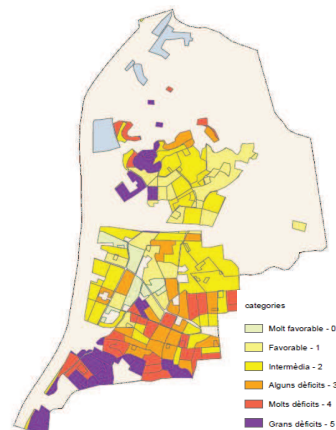 categories
Molt favorable - 0
Favorable - 1
Intermèdia - 2
Alguns dèficits - 3
Molts dèficits - 4
Grans dèficits - 5